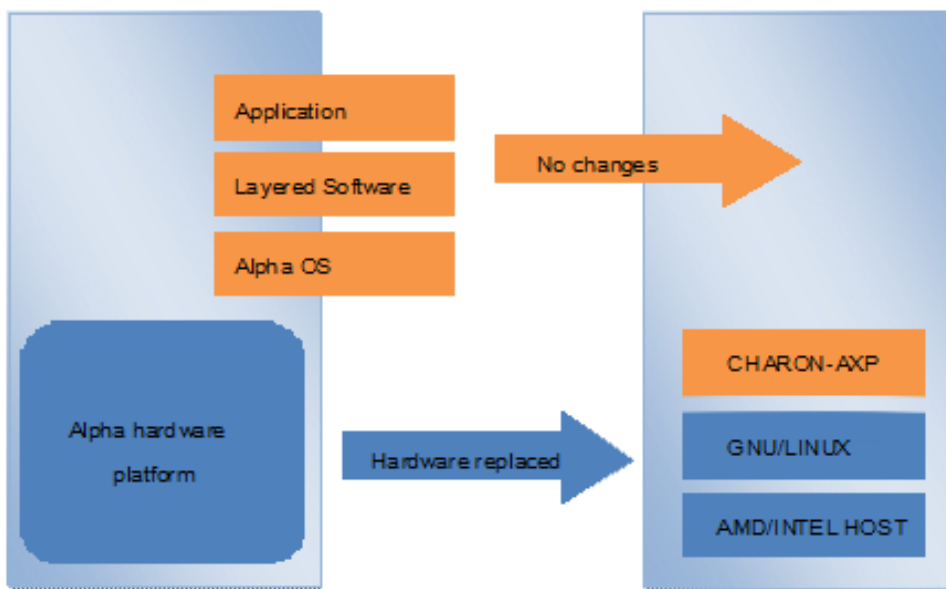 Application
Layered Software
Alpha OS
No changes
Alpha hardware
platform
Hardware replaced
CHARON-AXP
GNU/LINUX
AMD/INTEL HOST